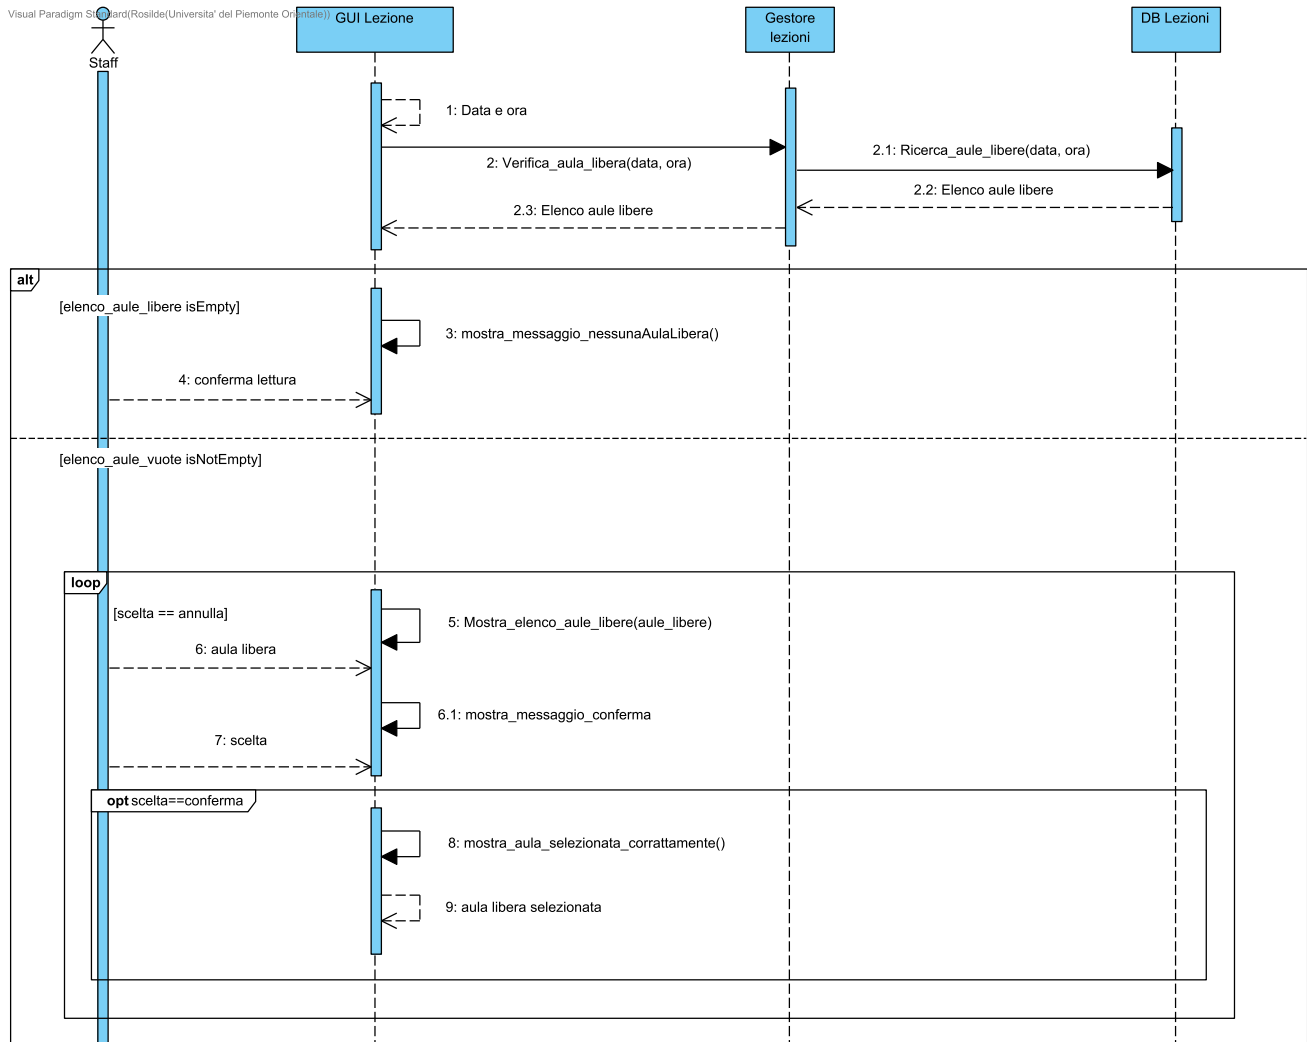 Visual Paradigm Standard(Rosilde(Universita' del Piemonte Orientale))
Staff
GUI Lezione
Gestore
lezioni
DB Lezioni
1: Data e ora
2: Verifica_aula_libera(data, ora)
2.1: Ricerca_aule_libere(data, ora)
2.2: Elenco aule libere
2.3: Elenco aule libere
alt
[elenco_aule_libere isEmpty]
3: mostra_messaggio_nessunaAulaLibera()
4: conferma lettura
[elenco_aule_vuote isNotEmpty]
loop
[scelta == annulla]
5: Mostra_elenco_aule_libere(aule_libere)
6: aula libera
6.1: mostra_messaggio_conferma
7: scelta
opt scelta==conferma
8: mostra_aula_selezionata_corrattamente()
9: aula libera selezionata